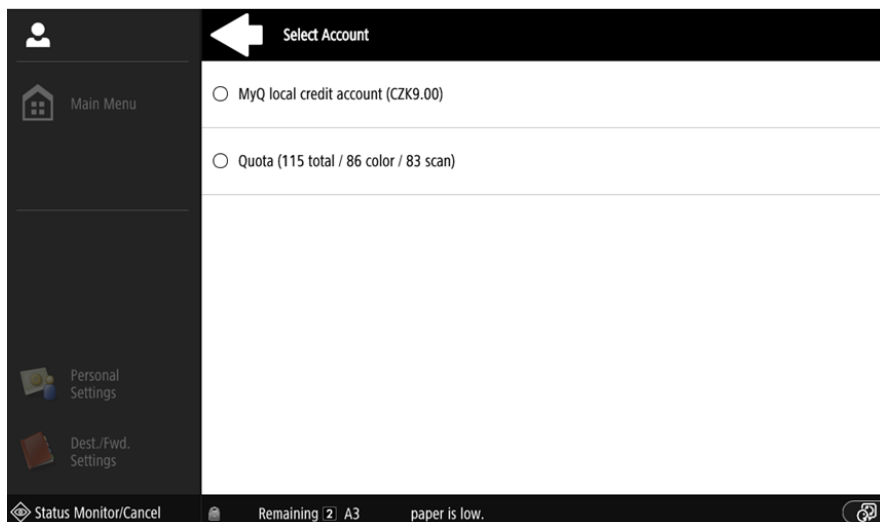 Select Account
Main Menu
MyQ local credit account (CZK9.00)
Quota (115 total / 86 color / 83 scan)
Personal
Settings
Dest./Fwd.
Settings
Status Monitor/Cancel
Remaining 2 A3 paper is low.